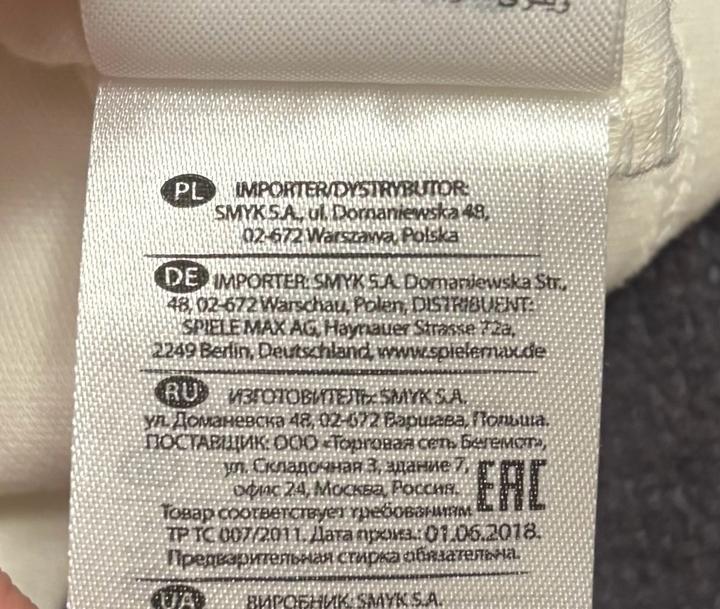 PL IMPORTER/DYSTRYBUTOR:
SMYK S.A., ul. Domaniewska 48,
02-672 Warszawa, Polska
DE IMPORTER: SMYK S.A. Domaniewska Str.,
48, 02-672 Warschau, Polen, DISTRIBUENT:
SPIELE MAX AG, Haynauer Strasse 72a,
2249 Berlin, Deutschland, www.spielemax.de
RU ИЗГОТОВИТЕЛЬ: SMYK S.A.
ул. Доманевска 48, 02-672 Варшава, Польша.
ПОСТАВЩИК: ООО «Торговая сеть Бегемот»,
ул. Складочная 3, здание 7,
офис 24, Москва, Россия.
EAC
Товар соответствует требованиям
ТР ТС 007/2011. Дата произ.: 01.06.2018.
Предварительная стирка обязательна.
UA ВИРОБНИК: SMYK S.A.